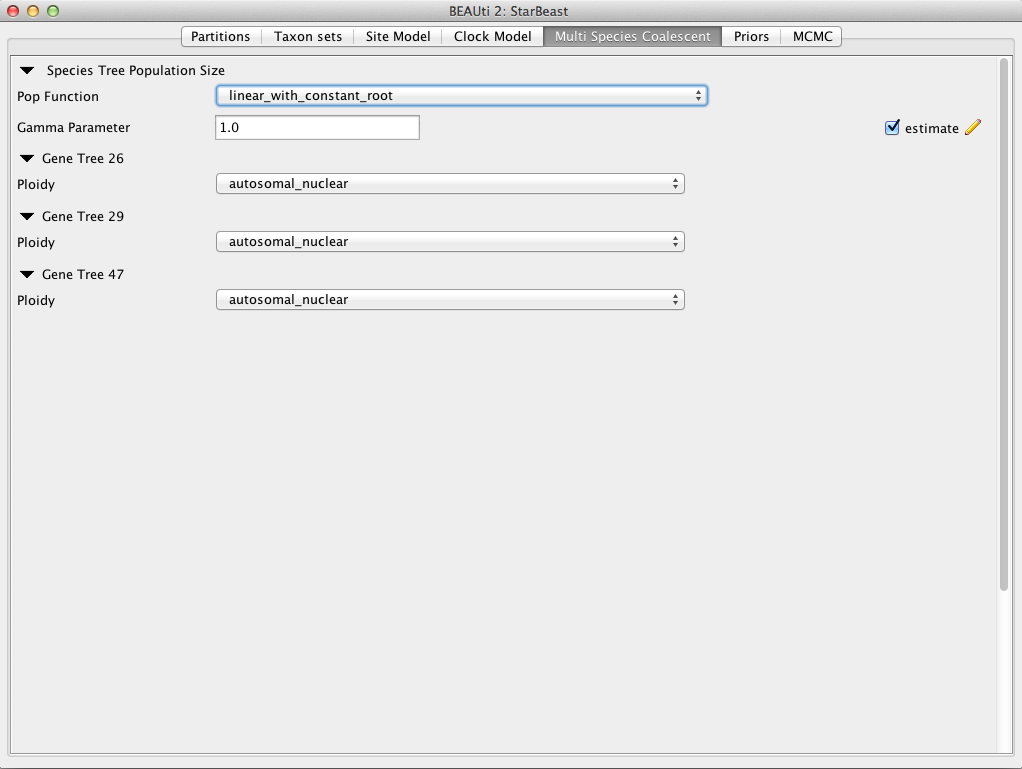 BEAUti 2: StarBeast
Partitions Taxon sets Site Model Clock Model Multi Species Coalescent Priors MCMC
Species Tree Population Size
Pop Function linear_with_constant_root
Gamma Parameter 1.0 estimate
Gene Tree 26
Ploidy autosomal_nuclear
Gene Tree 29
Ploidy autosomal_nuclear
Gene Tree 47
Ploidy autosomal_nuclear